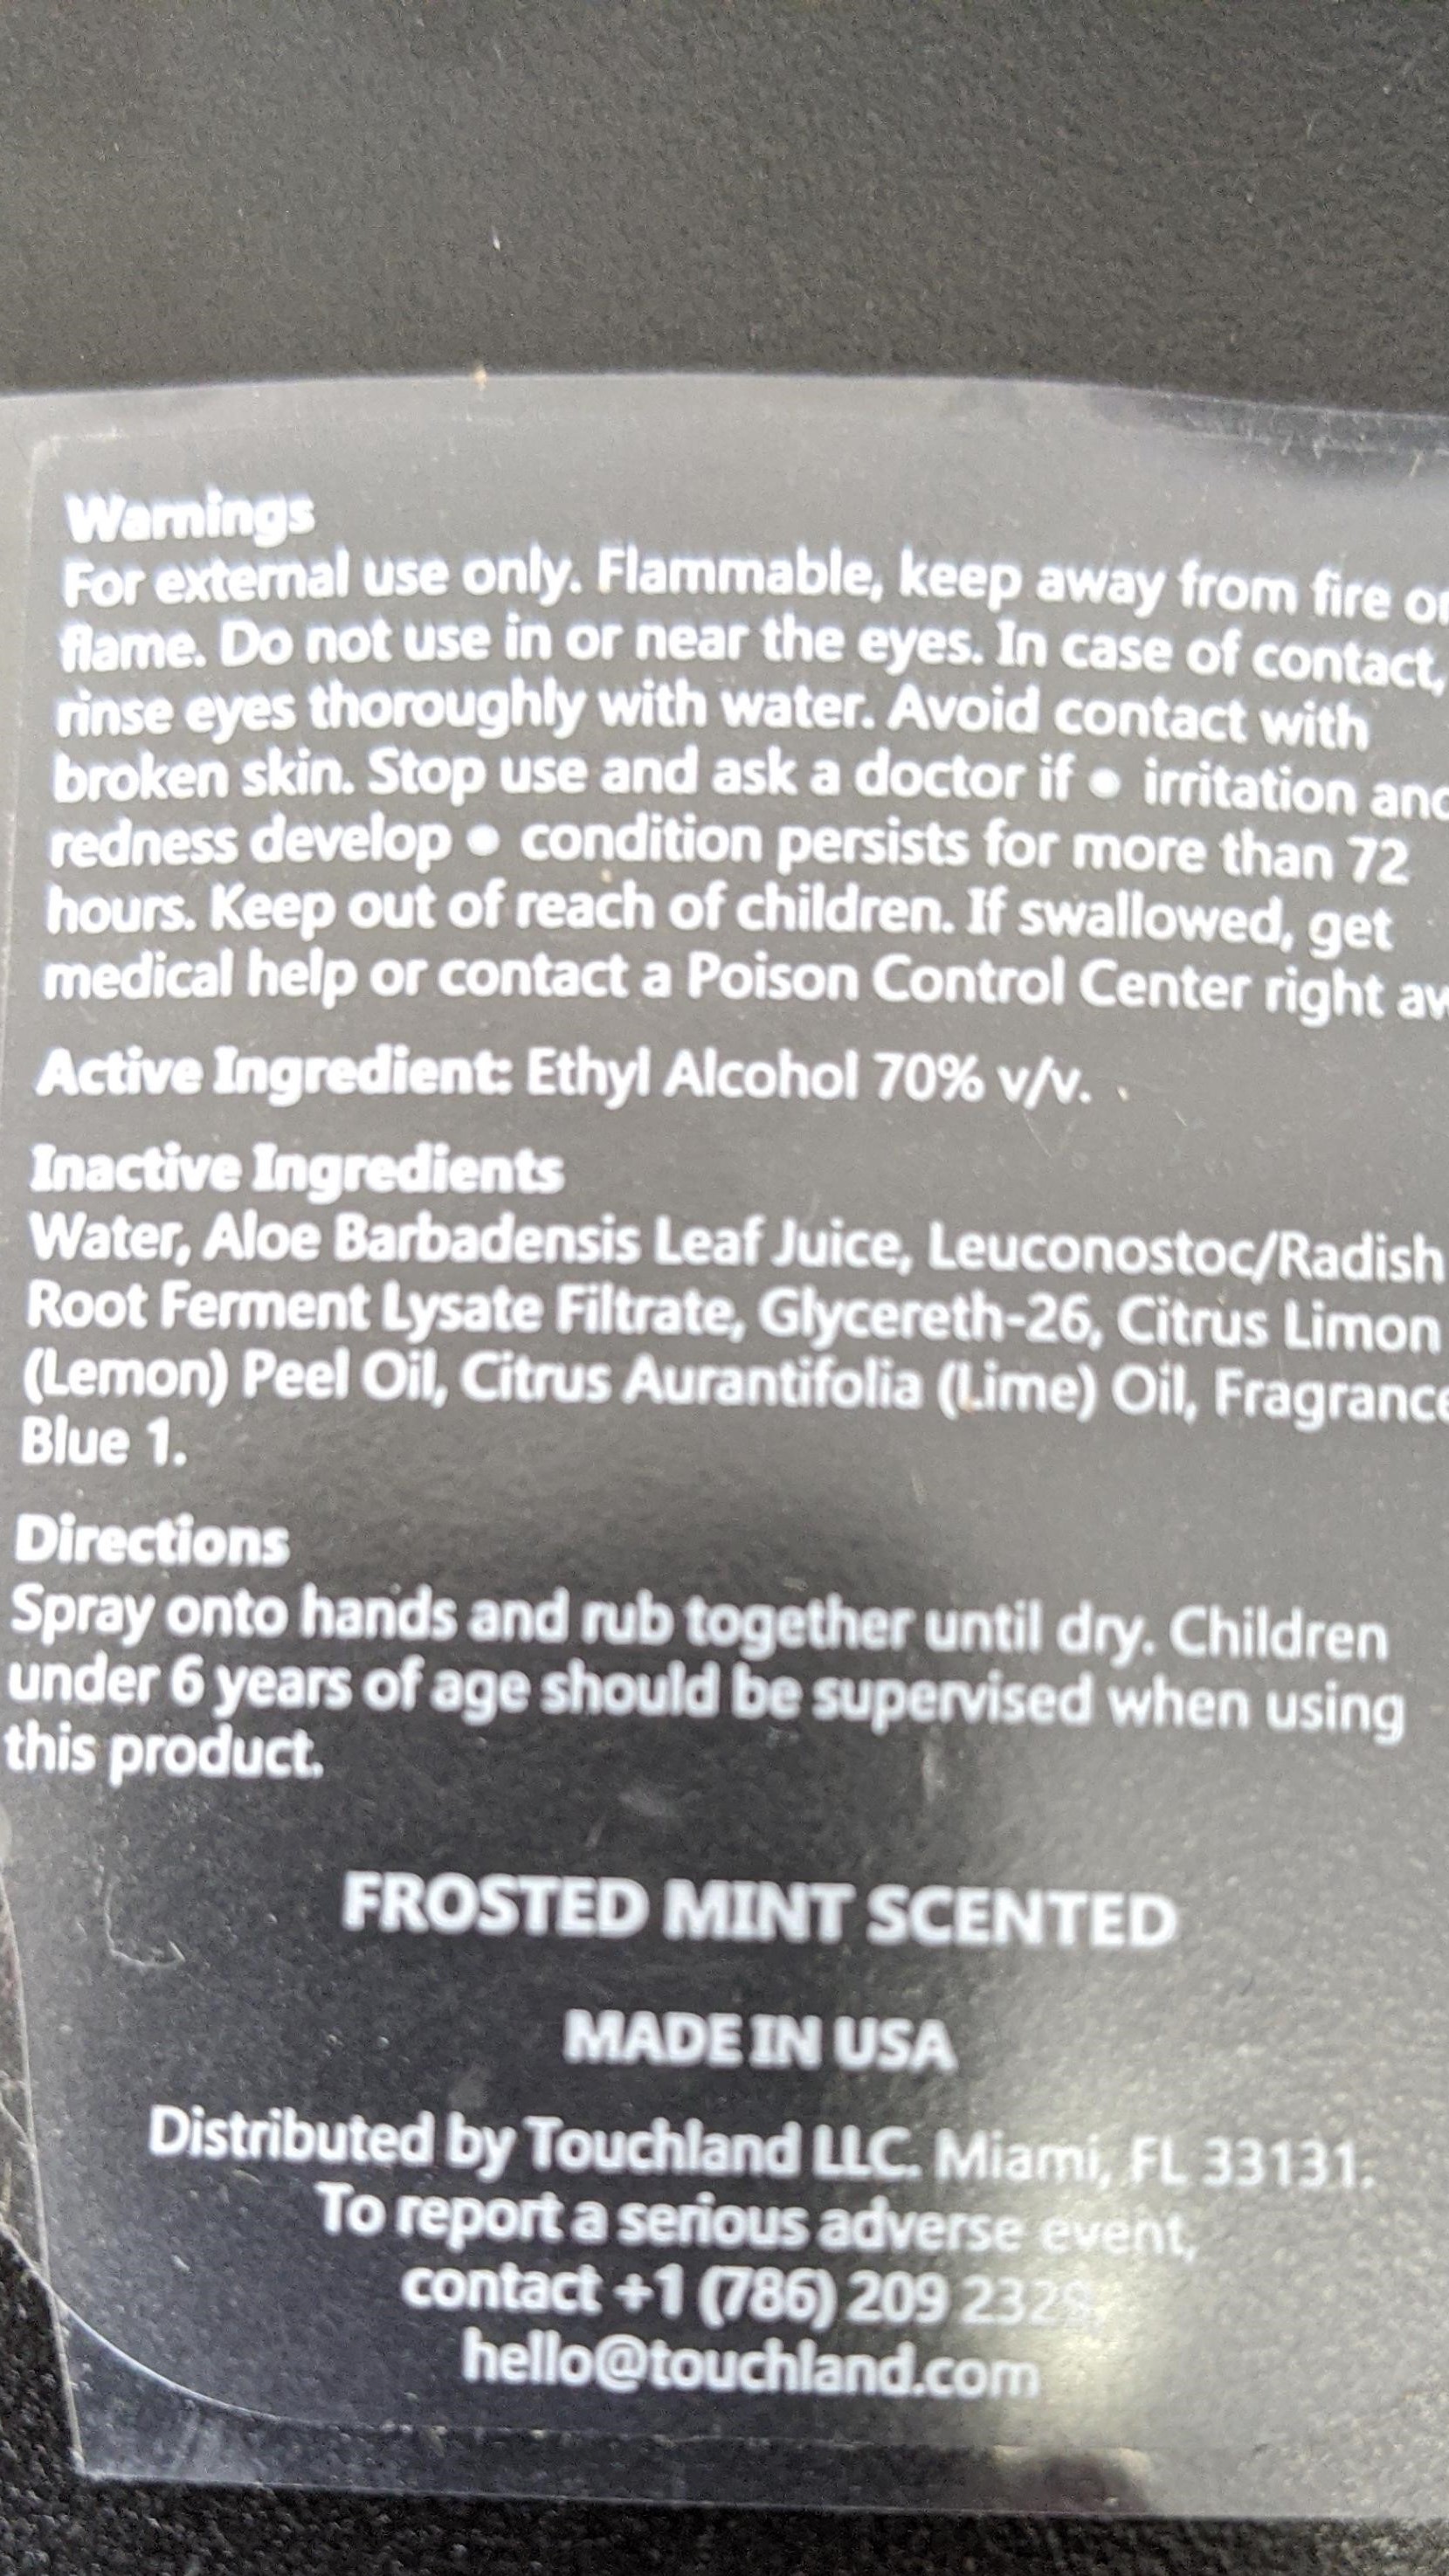 Warnings
For external use only. Flammable, keep away from fire or
flame. Do not use in or near the eyes. In case of contact,
rinse eyes thoroughly with water. Avoid contact with
broken skin. Stop use and ask a doctor if • irritation and
redness develop • condition persists for more than 72
hours. Keep out of reach of children. If swallowed, get
medical help or contact a Poison Control Center right
Active Ingredient: Ethyl Alcohol 70% v/v.
Inactive Ingredients
Water, Aloe Barbadensis Leaf Juice, Leuconostoc/Radish
Root Ferment Lysate Filtrate, Glycereth-26, Citrus Limon
(Lemon) Peel Oil, Citrus Aurantifolia (Lime) Oil, Fragrance
Blue 1.
Directions
Spray onto hands and rub together until dry. Children
under 6 years of age should be supervised when using
this product.
FROSTED MINT SCENTED
MADE IN USA
Distributed by Touchland LLC. Miami, FL 33131.
To report a serious adverse event,
contact +1 (786) 209
hello@touchland.com